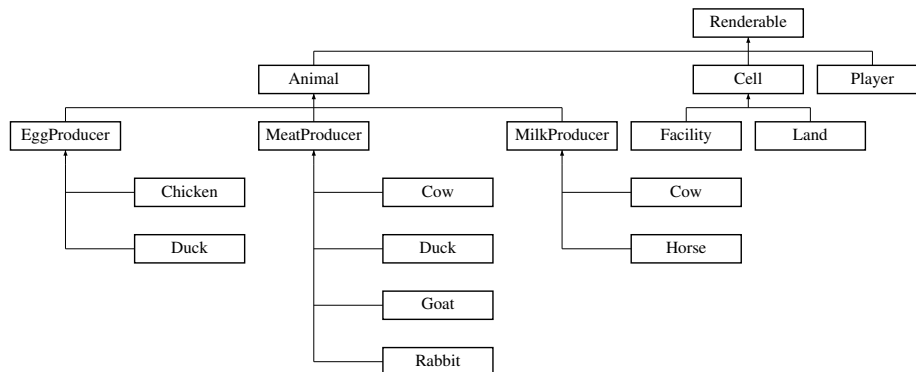 Renderable
Animal
Cell
Player
EggProducer
MeatProducer
MilkProducer
Facility
Land
Chicken
Cow
Cow
Duck
Duck
Horse
Goat
Rabbit